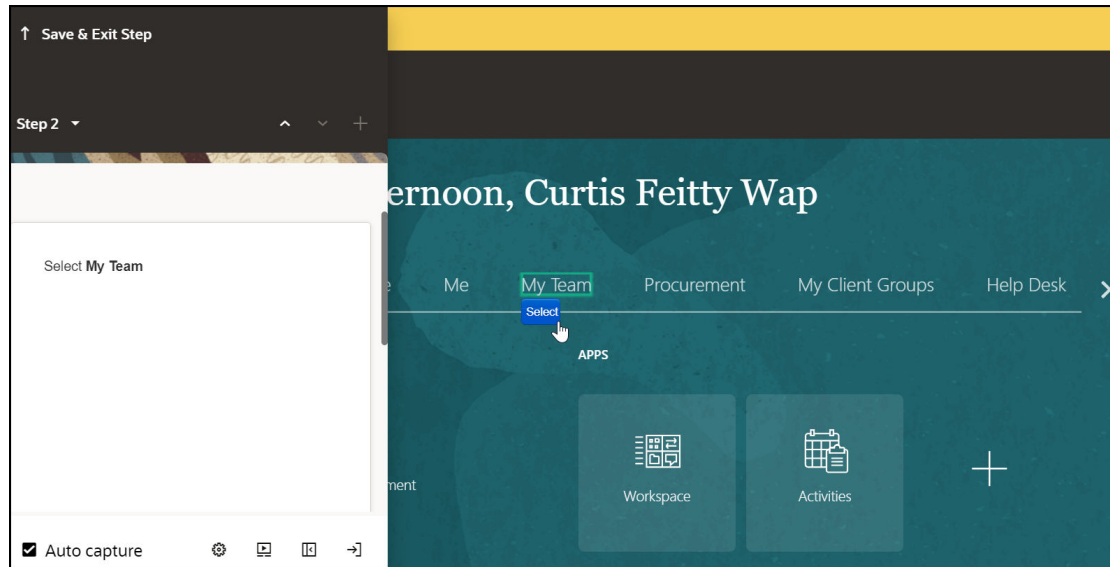 Save & Exit Step
Step 2
ernoon, Curtis Feitty Wap
Select My Team
e Me My Team Procurement My Client Groups Help Desk
Select
APPS
ment
Workspace Activities
Auto capture